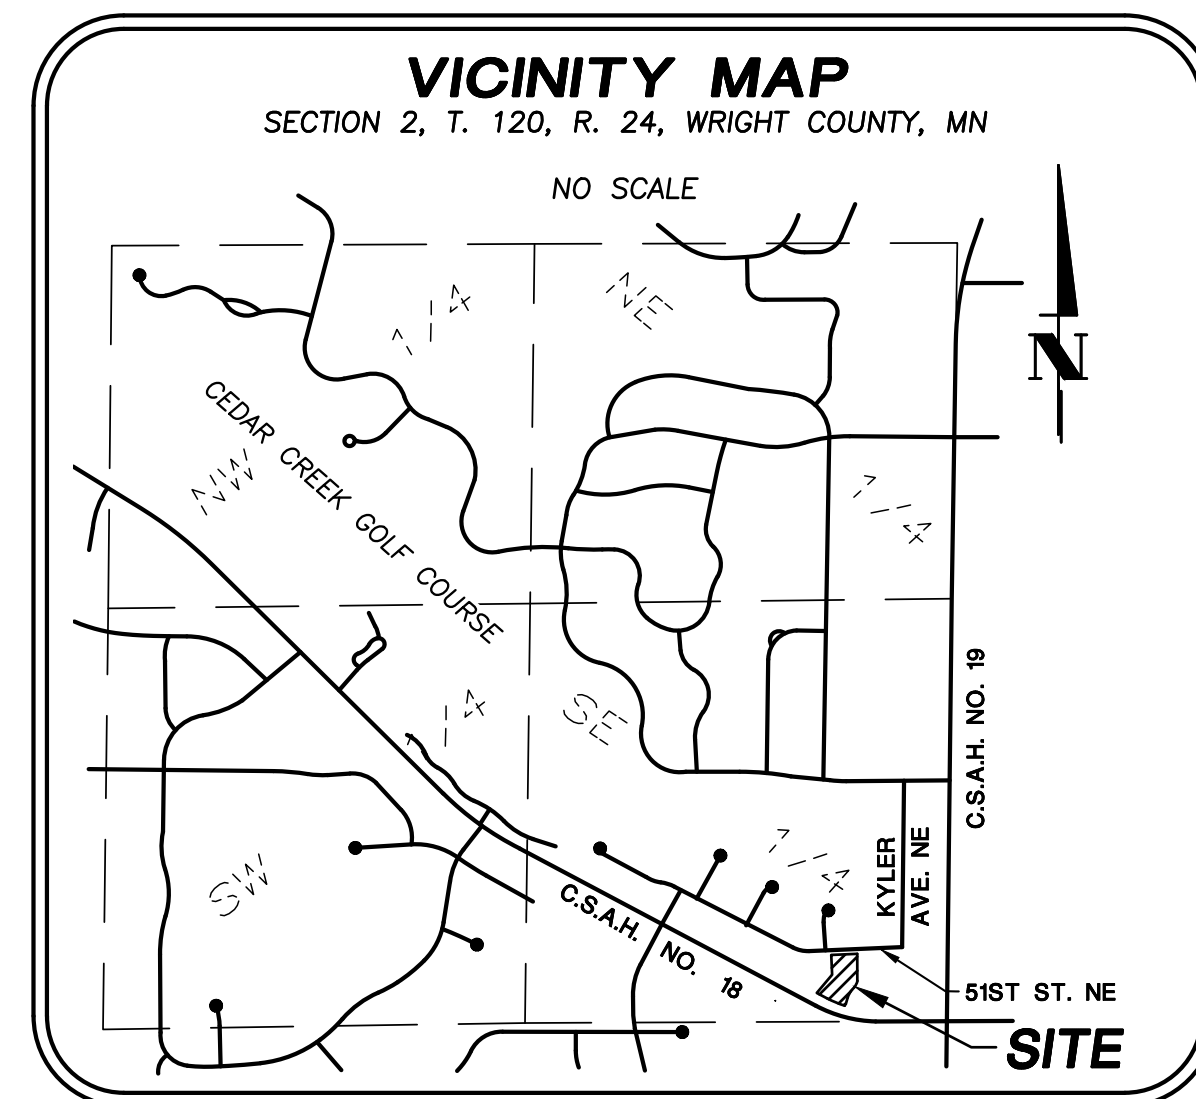 VICINITY MAP
SECTION 2, T. 120, R. 24, WRIGHT COUNTY, MN
NO SCALE
N
NW 1/4
NE 1/4
CEDAR CREEK GOLF COURSE
SW 1/4
SE 1/4
C.S.A.H. NO. 19
KYLER
AVE. NE
C.S.A.H. NO. 18
51ST ST. NE
SITE